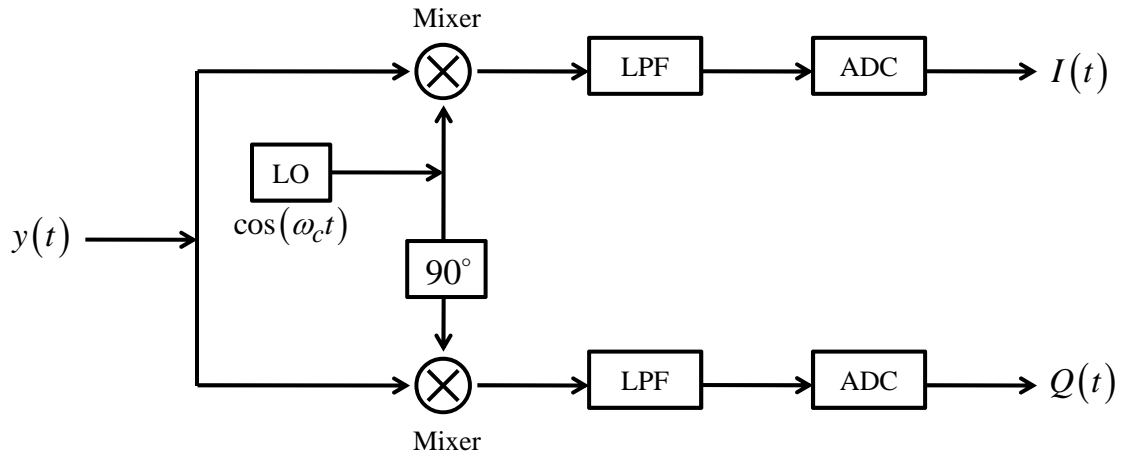 Mixer
LPF
ADC
I(t)
LO
cos(ω_c t)
y(t)
90°
LPF
ADC
Q(t)
Mixer